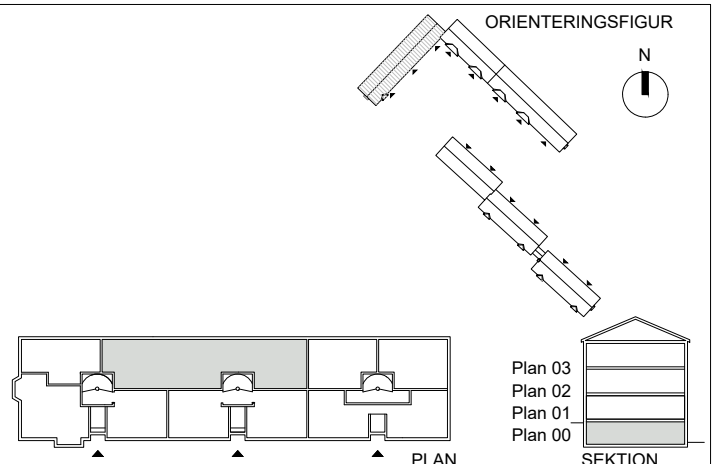 ORIENTERINGSFIGUR
N
Plan 03
Plan 02
Plan 01
Plan 00
PLAN
SEKTION